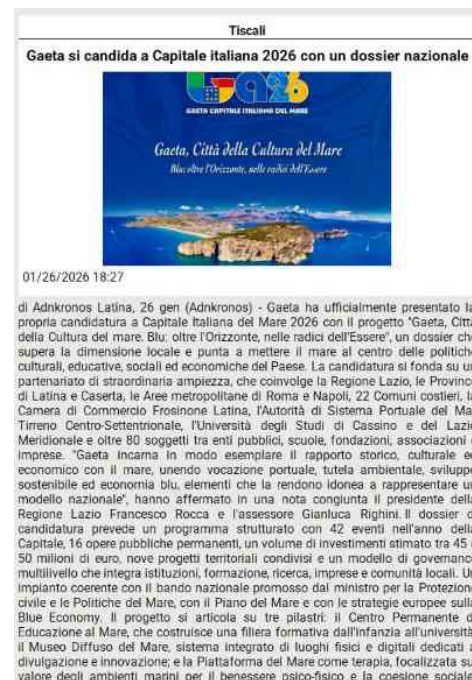 Tiscali
Gaeta si candida a Capitale italiana 2026 con un dossier nazionale
Ga26
GAETA CAPITALE ITALIANA DEL MARE
Gaeta, Città della Cultura del Mare
Blu: oltre l'Orizzonte, nelle radici dell'Essere
01/26/2026 18:27
di Adnkronos Latina, 26 gen (Adnkronos) - Gaeta ha ufficialmente presentato la
propria candidatura a Capitale Italiana del Mare 2026 con il progetto "Gaeta, Città
della Cultura del mare. Blu: oltre l'Orizzonte, nelle radici dell'Essere", un dossier che
supera la dimensione locale e punta a mettere il mare al centro delle politiche
culturali, educative, sociali ed economiche del Paese. La candidatura si fonda su un
partenariato di straordinaria ampiezza, che coinvolge la Regione Lazio, le Province
di Latina e Caserta, le Aree metropolitane di Roma e Napoli, 22 Comuni costieri, la
Camera di Commercio Frosinone Latina, l'Autorità di Sistema Portuale del Mar
Tirreno Centro-Settentrionale, l'Università degli Studi di Cassino e del Lazio
Meridionale e oltre 80 soggetti tra enti pubblici, scuole, fondazioni, associazioni e
imprese. "Gaeta incarna in modo esemplare il rapporto storico, culturale ed
economico con il mare, unendo vocazione portuale, tutela ambientale, sviluppo
sostenibile ed economia blu, elementi che la rendono idonea a rappresentare un
modello nazionale", hanno affermato in una nota congiunta il presidente della
Regione Lazio Francesco Rocca e l'assessore Gianluca Righini. Il dossier di
candidatura prevede un programma strutturato con 42 eventi nell'anno della
Capitale, 16 opere pubbliche permanenti, un volume di investimenti stimato tra 45 e
50 milioni di euro, nove progetti territoriali condivisi e un modello di governance
multilivello che integra istituzioni, formazione, ricerca, imprese e comunità locali. Un
impianto coerente con il bando nazionale promosso dal ministro per la Protezione
civile e le Politiche del Mare, con il Piano del Mare e con le strategie europee sulla
Blue Economy. Il progetto si articola su tre pilastri: il Centro Permanente di
Educazione al Mare, che costruisce una filiera formativa dall'infanzia all'università;
il Museo Diffuso del Mare, sistema integrato di luoghi fisici e digitali dedicati a
divulgazione e innovazione; e la Piattaforma del Mare come terapia, focalizzata sul
valore degli ambienti marini per il benessere psico-fisico e la coesione sociale.